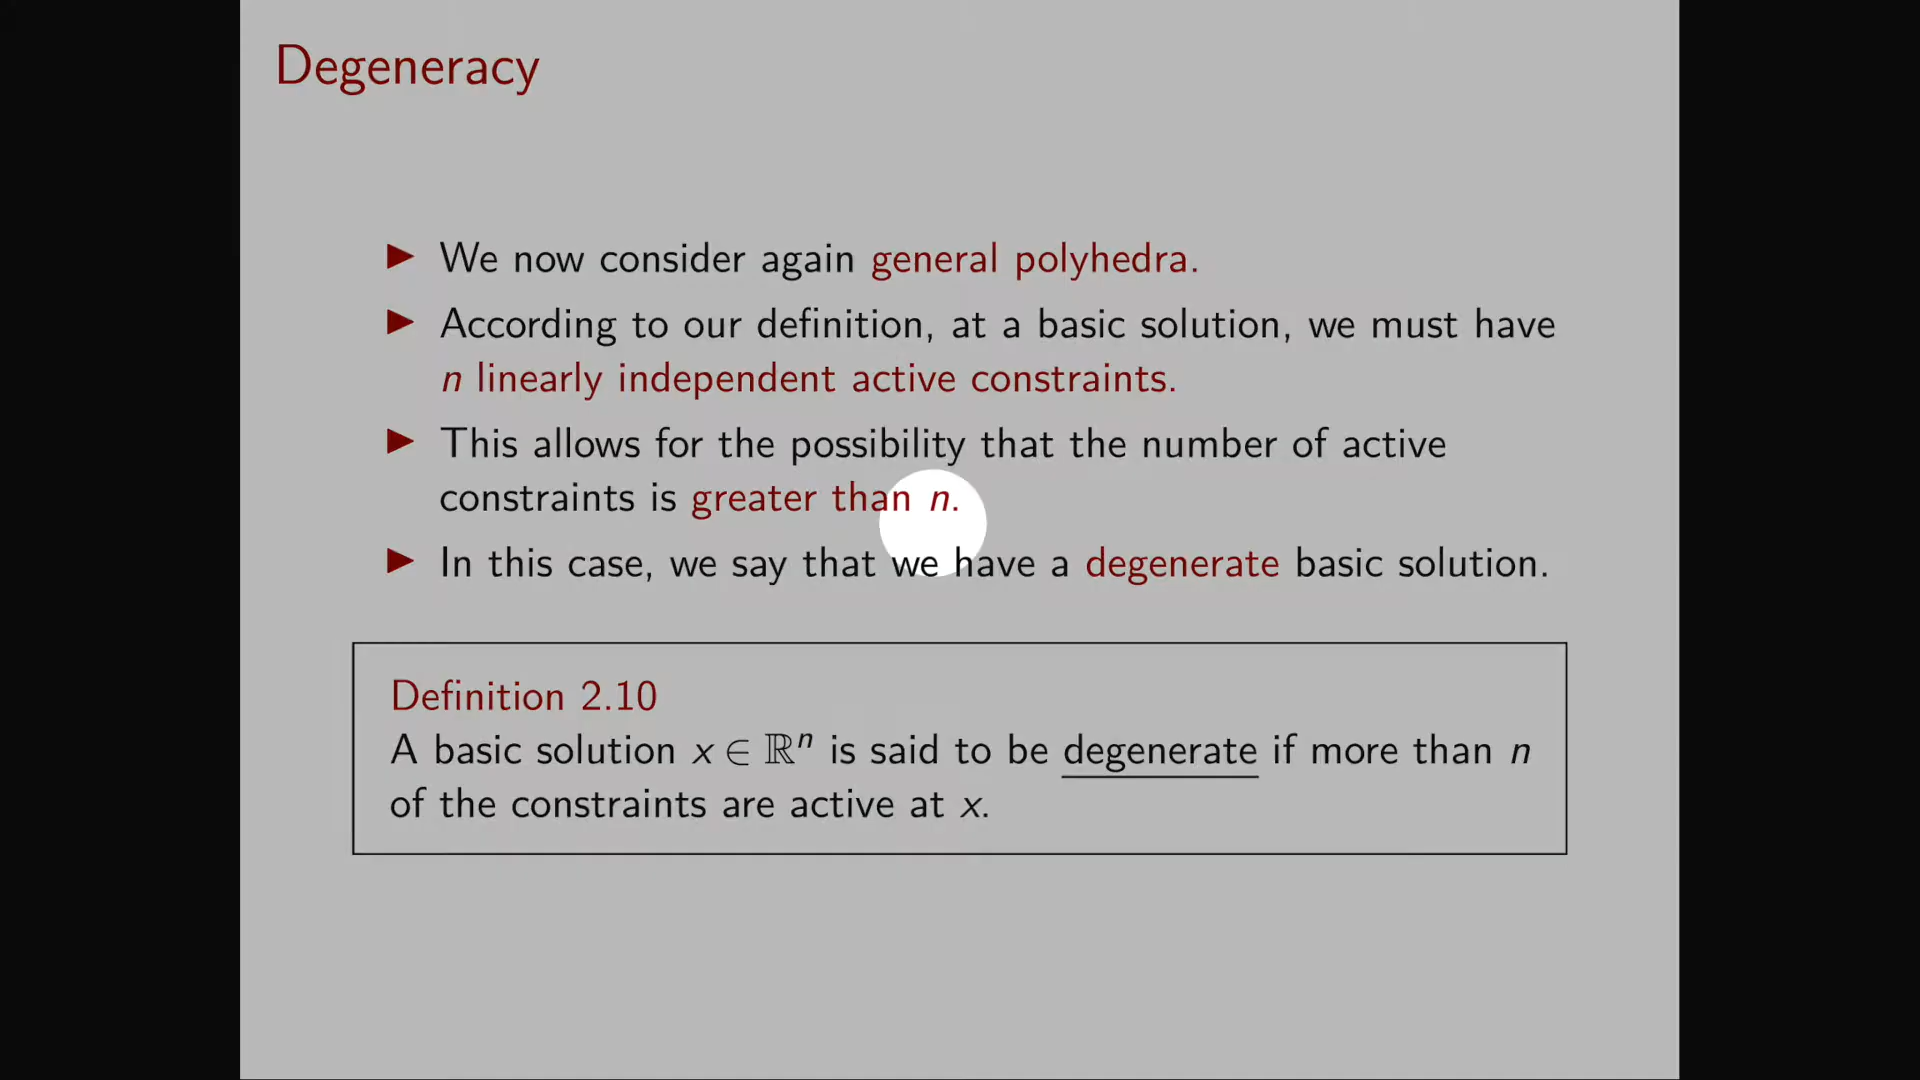 Degeneracy
▶ We now consider again general polyhedra.
▶ According to our definition, at a basic solution, we must have
n linearly independent active constraints.
▶ This allows for the possibility that the number of active
constraints is greater than n.
▶ In this case, we say that we have a degenerate basic solution.
Definition 2.10
A basic solution x ∈ ℝⁿ is said to be degenerate if more than n
of the constraints are active at x.